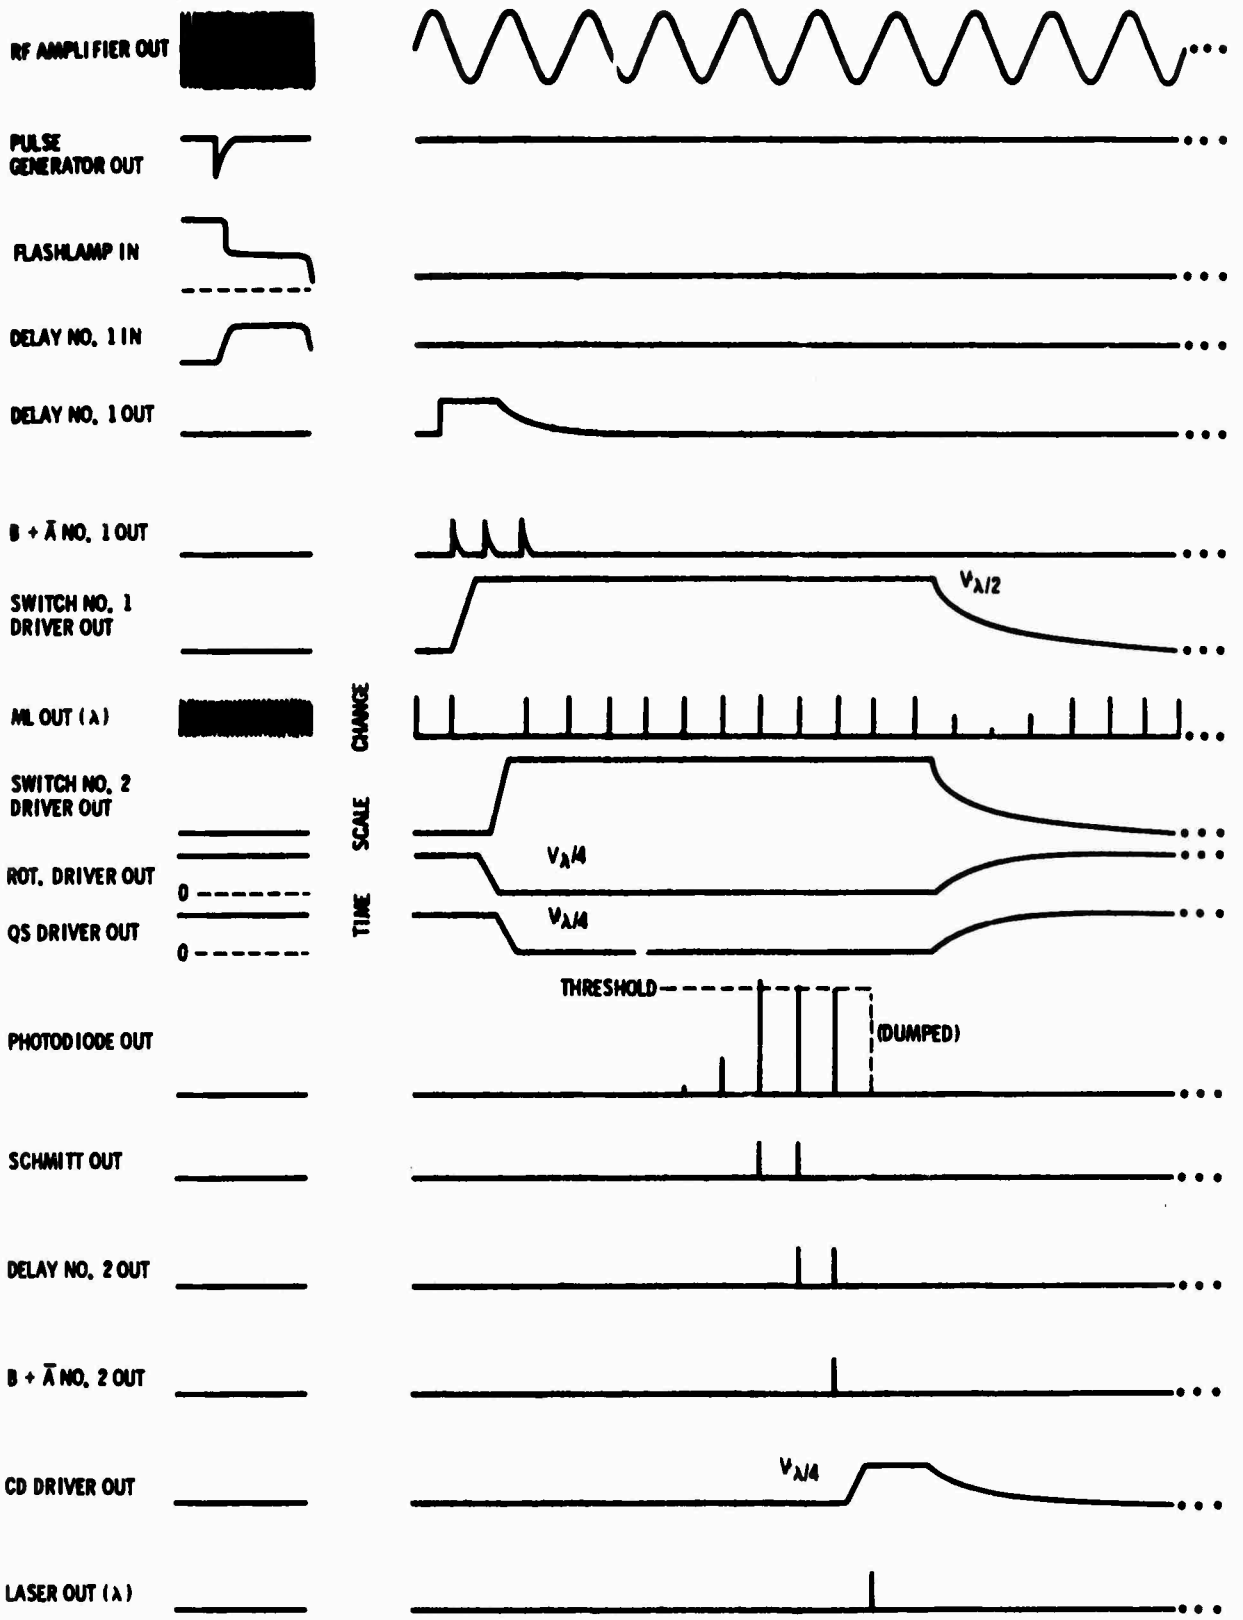 RF AMPLIFIER OUT
PULSE
GENERATOR OUT
FLASHLAMP IN
DELAY NO. 1 IN
DELAY NO. 1 OUT
B + Ā NO. 1 OUT
SWITCH NO. 1
DRIVER OUT
Vλ/2
ML OUT (λ)
SWITCH NO. 2
DRIVER OUT
TIME SCALE CHANGE
ROT. DRIVER OUT
0
Vλ/4
QS DRIVER OUT
0
Vλ/4
THRESHOLD
PHOTODIODE OUT
(DUMPED)
SCHMITT OUT
DELAY NO. 2 OUT
B + Ā NO. 2 OUT
CD DRIVER OUT
Vλ/4
LASER OUT (λ)